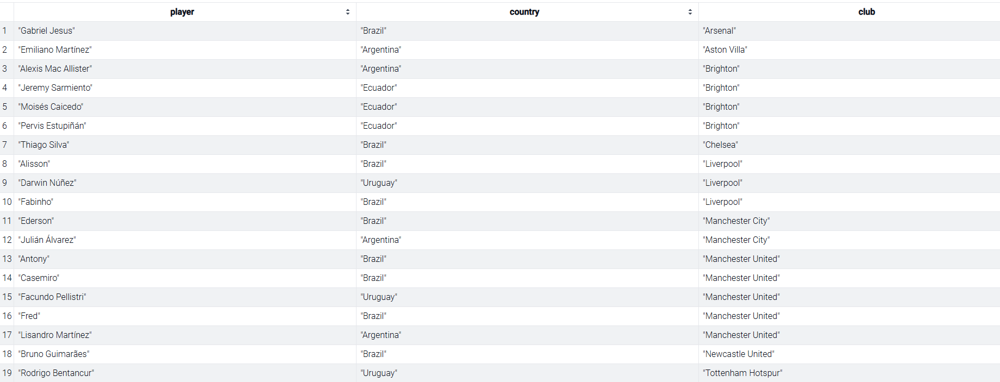 player country club
1 "Gabriel Jesus" "Brazil" "Arsenal"
2 "Emiliano Martínez" "Argentina" "Aston Villa"
3 "Alexis Mac Allister" "Argentina" "Brighton"
4 "Jeremy Sarmiento" "Ecuador" "Brighton"
5 "Moisés Caicedo" "Ecuador" "Brighton"
6 "Pervis Estupiñán" "Ecuador" "Brighton"
7 "Thiago Silva" "Brazil" "Chelsea"
8 "Alisson" "Brazil" "Liverpool"
9 "Darwin Núñez" "Uruguay" "Liverpool"
10 "Fabinho" "Brazil" "Liverpool"
11 "Ederson" "Brazil" "Manchester City"
12 "Julián Álvarez" "Argentina" "Manchester City"
13 "Antony" "Brazil" "Manchester United"
14 "Casemiro" "Brazil" "Manchester United"
15 "Facundo Pellistri" "Uruguay" "Manchester United"
16 "Fred" "Brazil" "Manchester United"
17 "Lisandro Martínez" "Argentina" "Manchester United"
18 "Bruno Guimarães" "Brazil" "Newcastle United"
19 "Rodrigo Bentancur" "Uruguay" "Tottenham Hotspur"